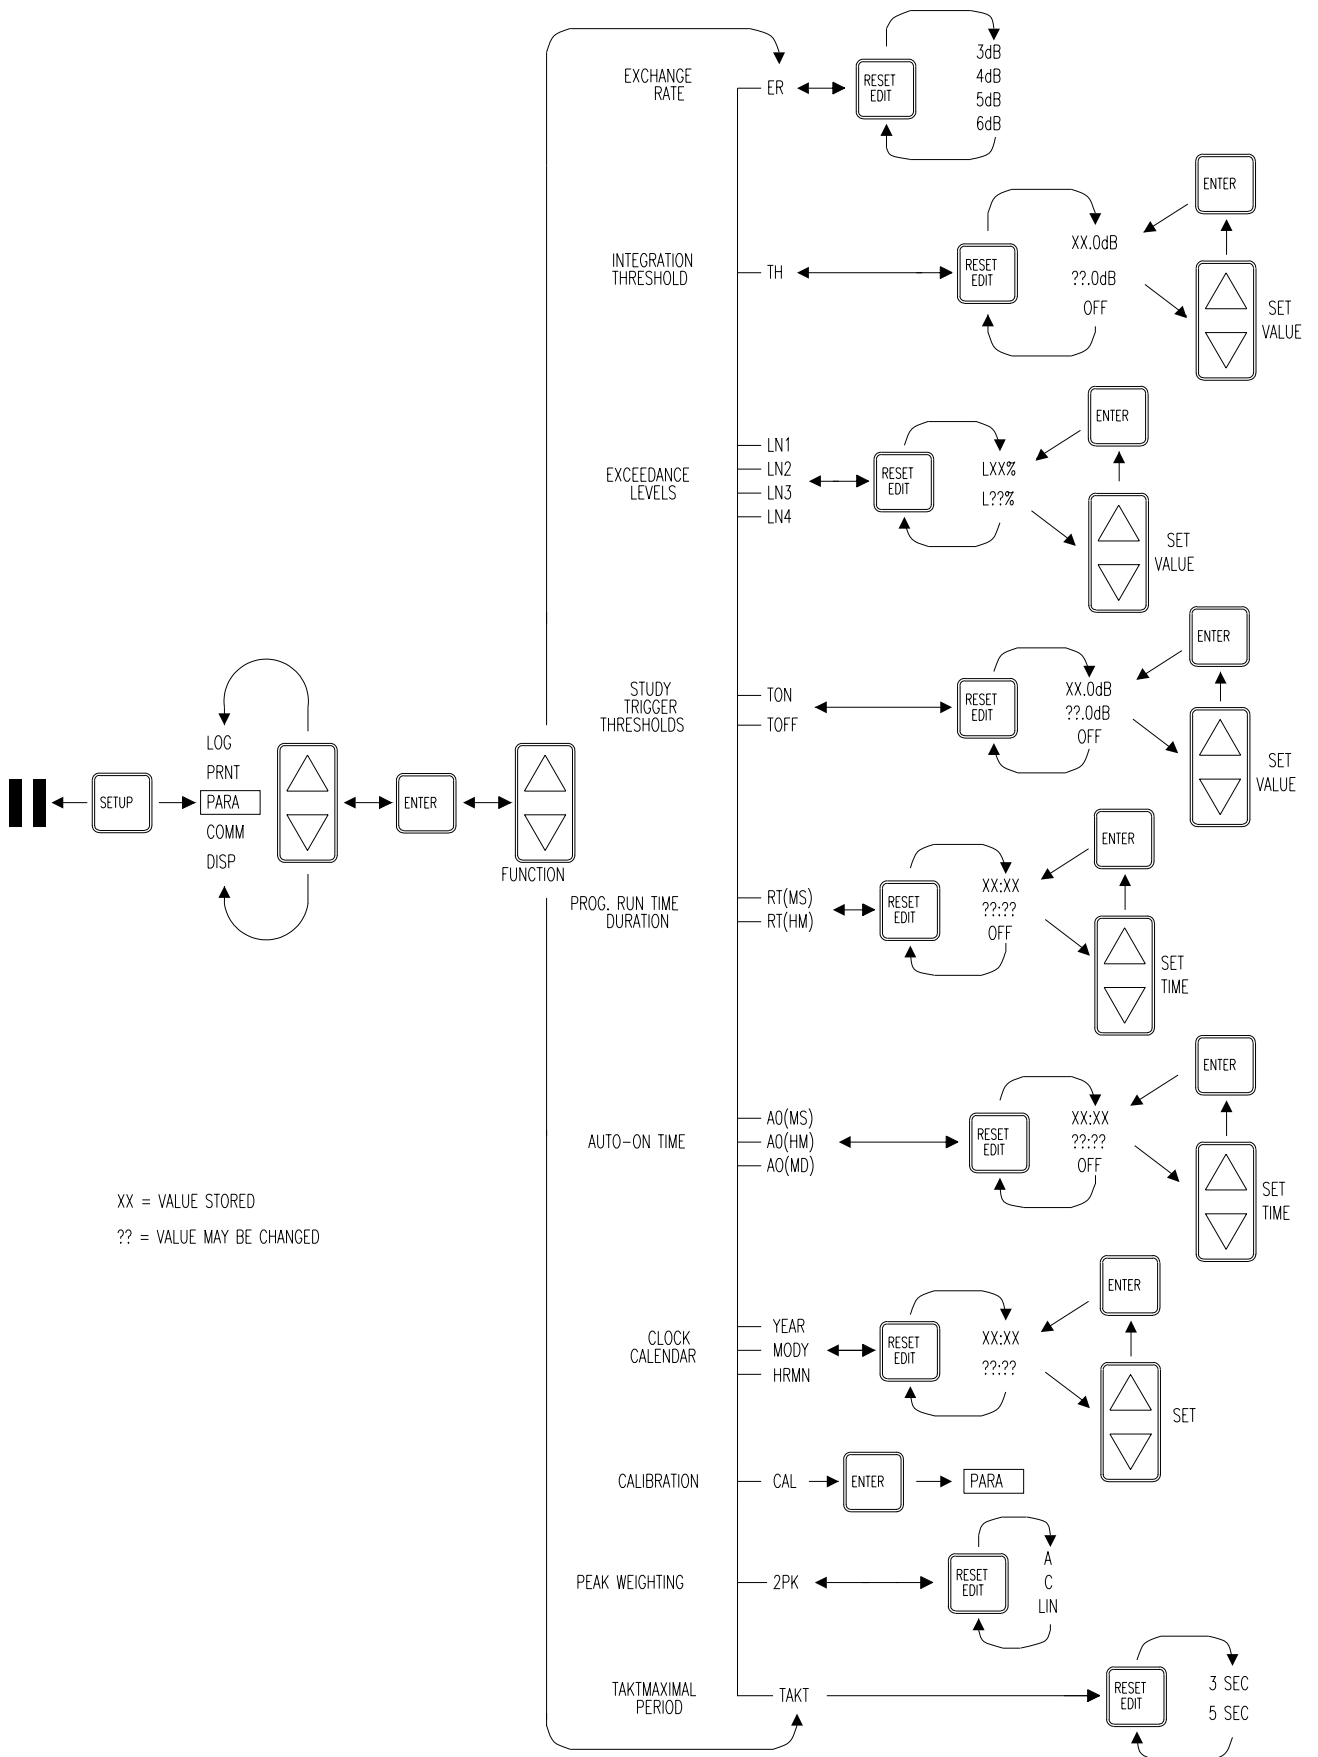 EXCHANGE
RATE
ER
RESET
EDIT
3dB
4dB
5dB
6dB
INTEGRATION
THRESHOLD
TH
RESET
EDIT
XX.0dB
??.0dB
OFF
ENTER
SET
VALUE
EXCEEDANCE
LEVELS
LN1
LN2
LN3
LN4
RESET
EDIT
LXX%
L??%
ENTER
SET
VALUE
STUDY
TRIGGER
THRESHOLDS
TON
TOFF
RESET
EDIT
XX.0dB
??.0dB
OFF
ENTER
SET
VALUE
SETUP
LOG
PRNT
PARA
COMM
DISP
ENTER
FUNCTION
PROG. RUN TIME
DURATION
RT(MS)
RT(HM)
RESET
EDIT
XX:XX
??:??
OFF
ENTER
SET
TIME
AUTO-ON TIME
AO(MS)
AO(HM)
AO(MD)
RESET
EDIT
XX:XX
??:??
OFF
ENTER
SET
TIME
XX = VALUE STORED
?? = VALUE MAY BE CHANGED
CLOCK
CALENDAR
YEAR
MODY
HRMN
RESET
EDIT
XX:XX
??:??
ENTER
SET
CALIBRATION
CAL
ENTER
PARA
PEAK WEIGHTING
2PK
RESET
EDIT
A
C
LIN
TAKTMAXIMAL
PERIOD
TAKT
RESET
EDIT
3 SEC
5 SEC